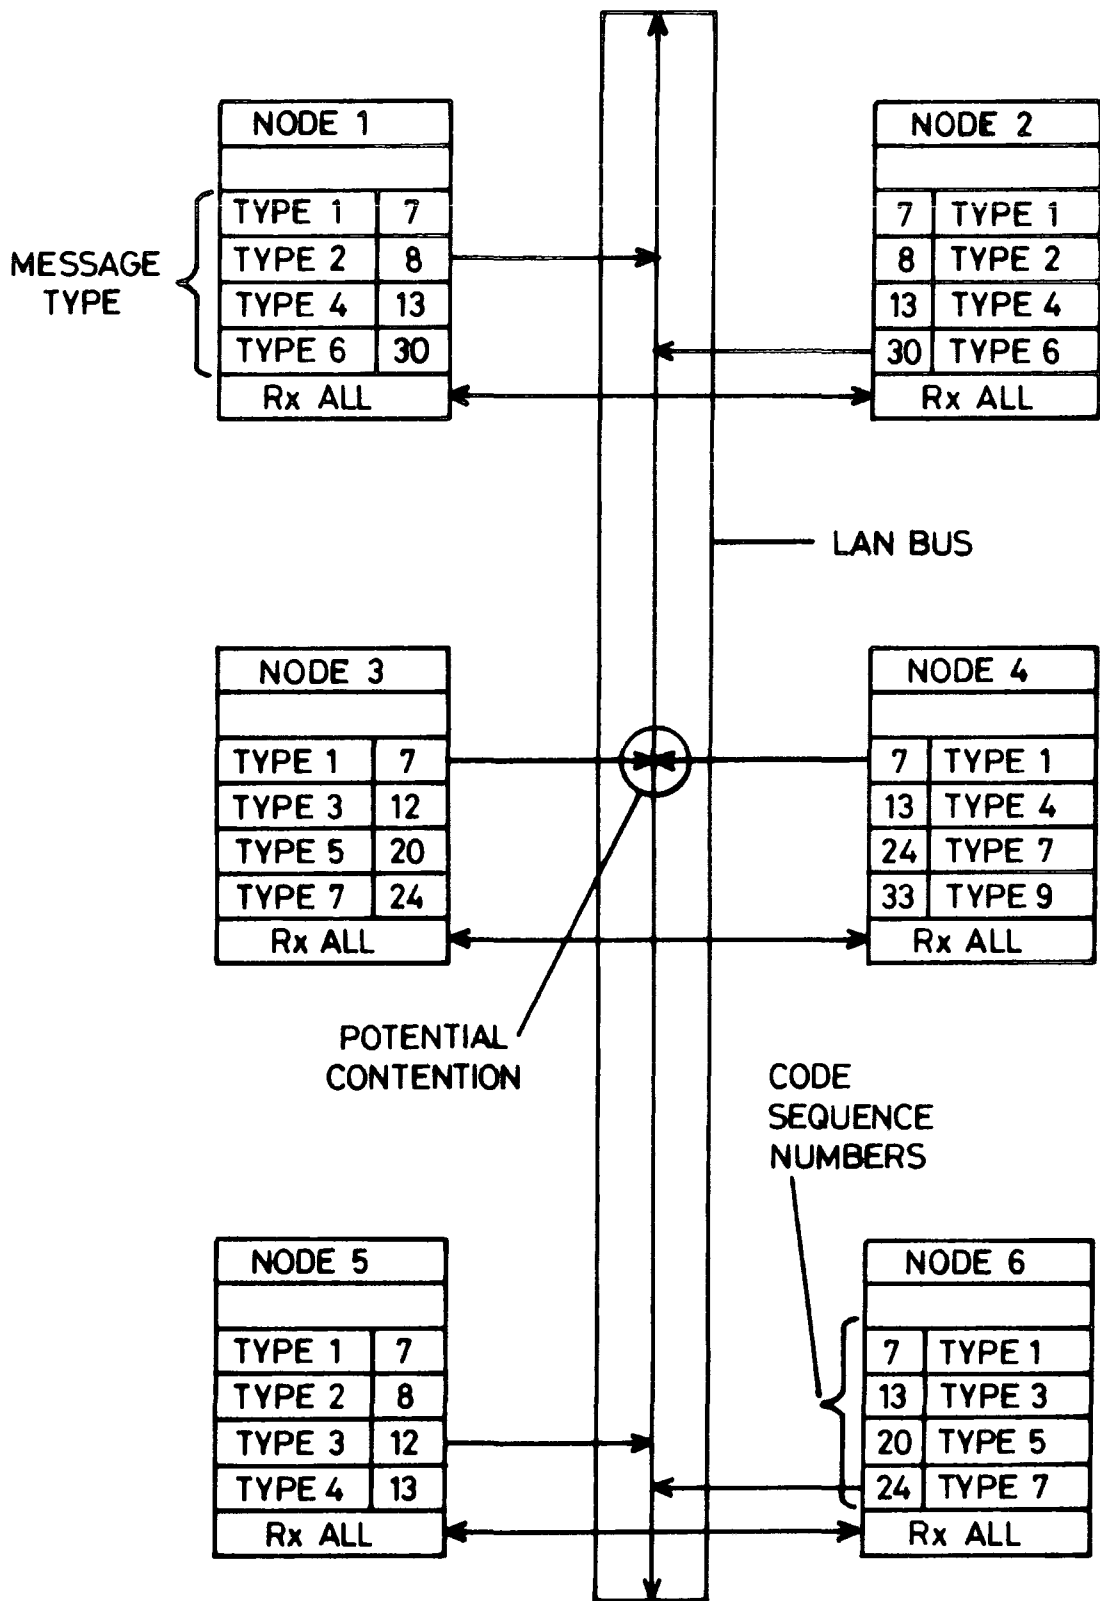 NODE 1
TYPE 1 7
TYPE 2 8
TYPE 4 13
TYPE 6 30
Rx ALL
MESSAGE
TYPE
NODE 2
7 TYPE 1
8 TYPE 2
13 TYPE 4
30 TYPE 6
Rx ALL
LAN BUS
NODE 3
TYPE 1 7
TYPE 3 12
TYPE 5 20
TYPE 7 24
Rx ALL
NODE 4
7 TYPE 1
13 TYPE 4
24 TYPE 7
33 TYPE 9
Rx ALL
POTENTIAL
CONTENTION
CODE
SEQUENCE
NUMBERS
NODE 5
TYPE 1 7
TYPE 2 8
TYPE 3 12
TYPE 4 13
Rx ALL
NODE 6
7 TYPE 1
13 TYPE 3
20 TYPE 5
24 TYPE 7
Rx ALL